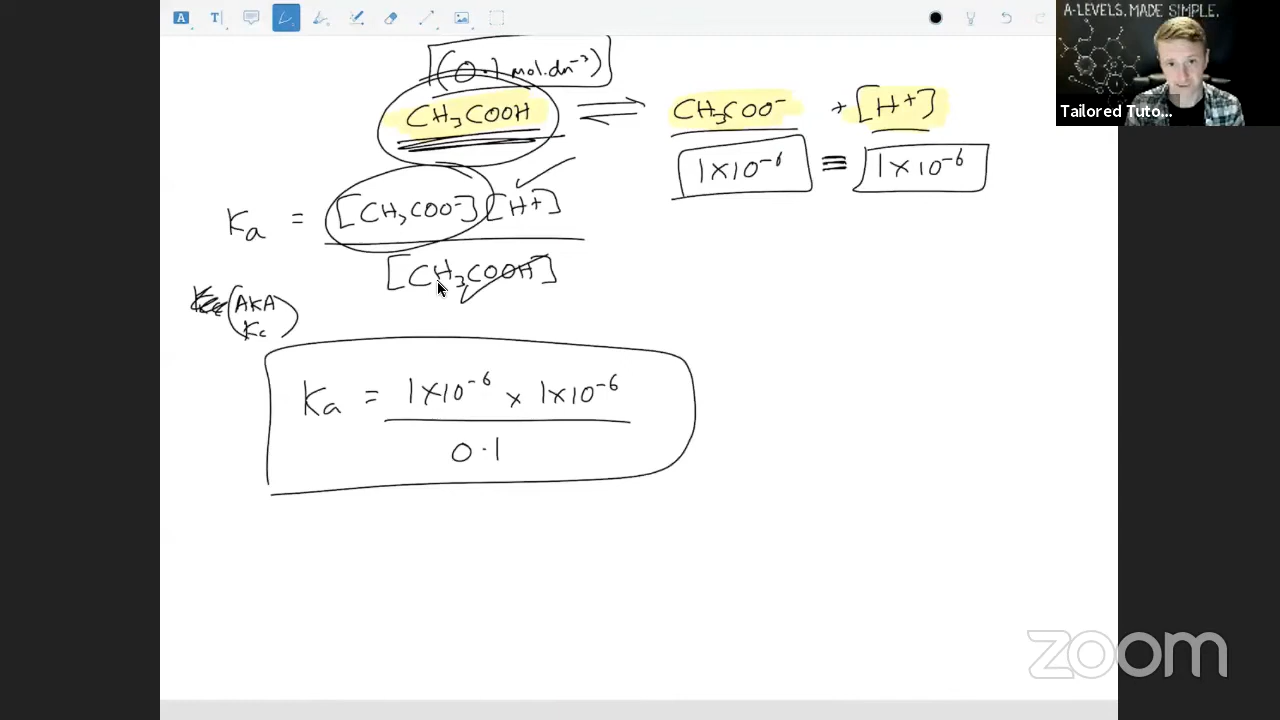 A-LEVELS. MADE SIMPLE.
Tailored Tuto...
(0.1 mol.dm⁻³)
CH₃COOH ⇌ CH₃COO⁻ + [H⁺]
1×10⁻⁶ ≡ 1×10⁻⁶
Ka = [CH₃COO⁻][H⁺]
[CH₃COOH]
(AKA
Kc)
Ka = 1×10⁻⁶ × 1×10⁻⁶
0.1
zoom